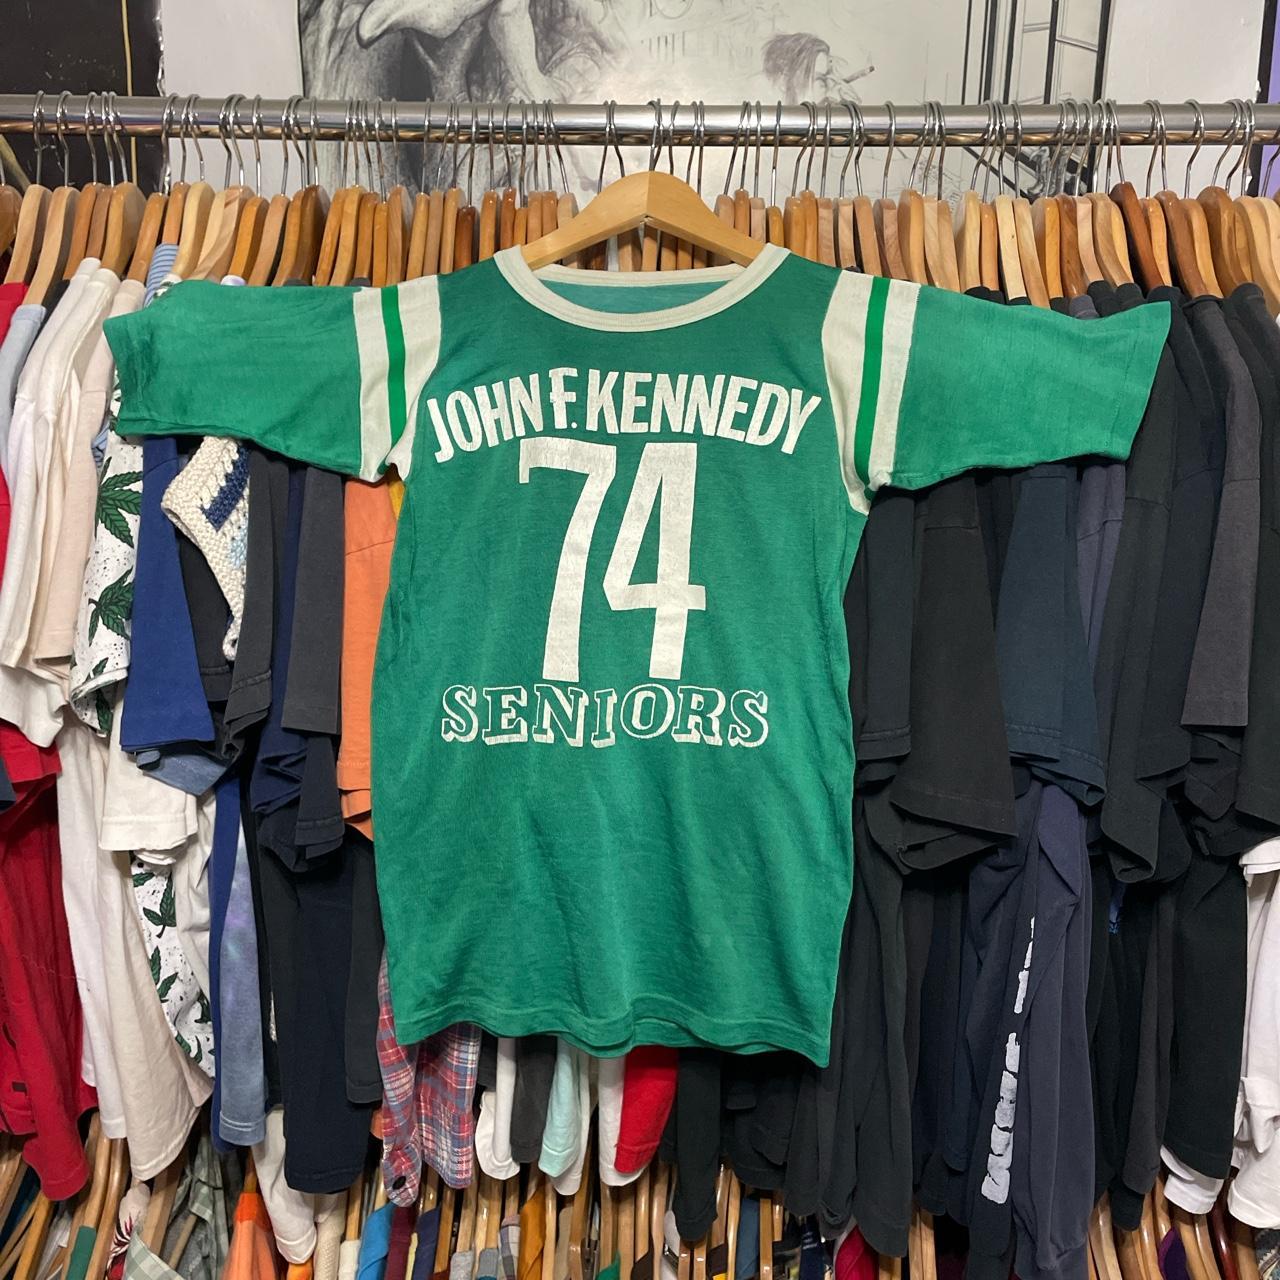 JOHN F. KENNEDY
74
SENIORS